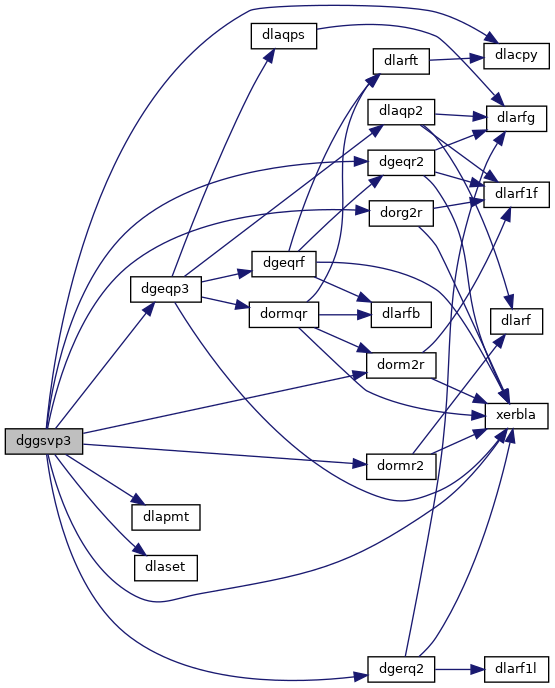 dlaqps
dlacpy
dlarft
dlaqp2
dlarfg
dgeqr2
dlarf1f
dorg2r
dgeqrf
dgeqp3
dormqr
dlarfb
dlarf
dorm2r
xerbla
dggsvp3
dormr2
dlapmt
dlaset
dgerq2
dlarf1l